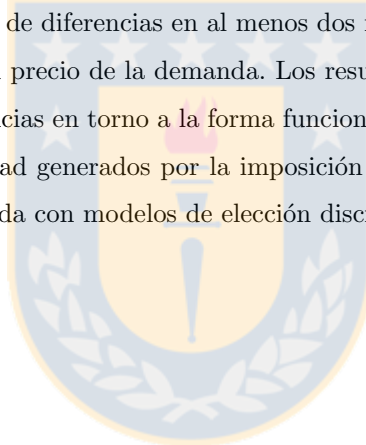 de diferencias en al menos dos
precio de la demanda. Los resu
cias en torno a la forma funcion
ad generados por la imposición
da con modelos de elección disc